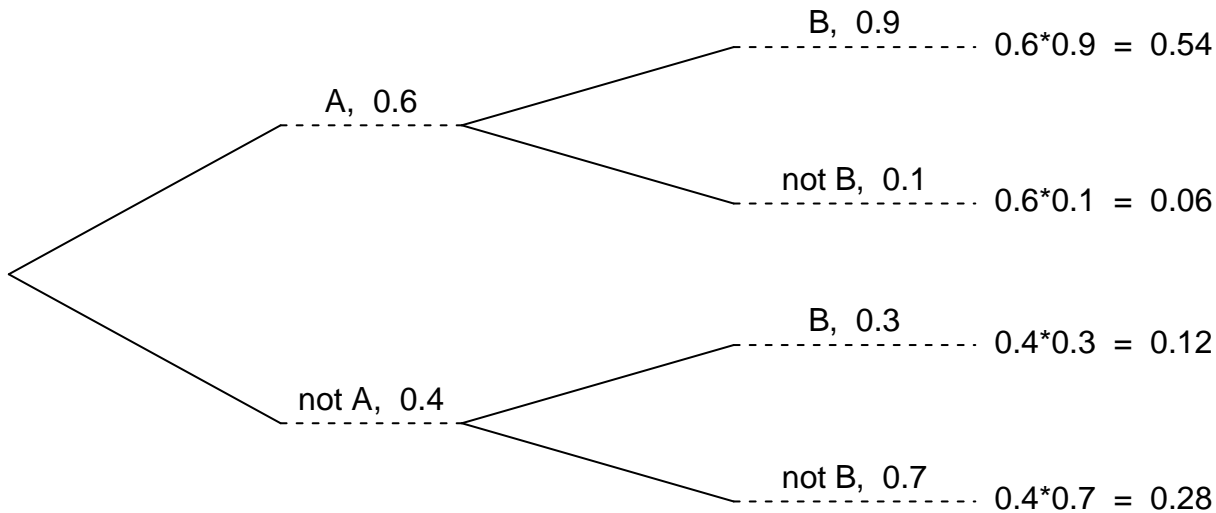 B, 0.9
0.6*0.9 = 0.54
A, 0.6
not B, 0.1
0.6*0.1 = 0.06
B, 0.3
0.4*0.3 = 0.12
not A, 0.4
not B, 0.7
0.4*0.7 = 0.28